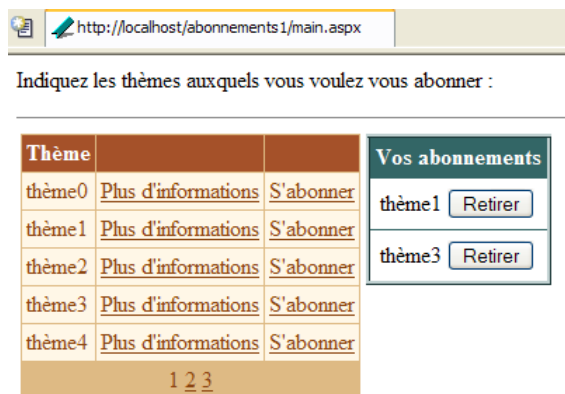 http://localhost/abonnements1/main.aspx
Indiquez les thèmes auxquels vous voulez vous abonner :
Thème
thème0 Plus d'informations S'abonner
thème1 Plus d'informations S'abonner
thème2 Plus d'informations S'abonner
thème3 Plus d'informations S'abonner
thème4 Plus d'informations S'abonner
1 2 3
Vos abonnements
thème1 Retirer
thème3 Retirer